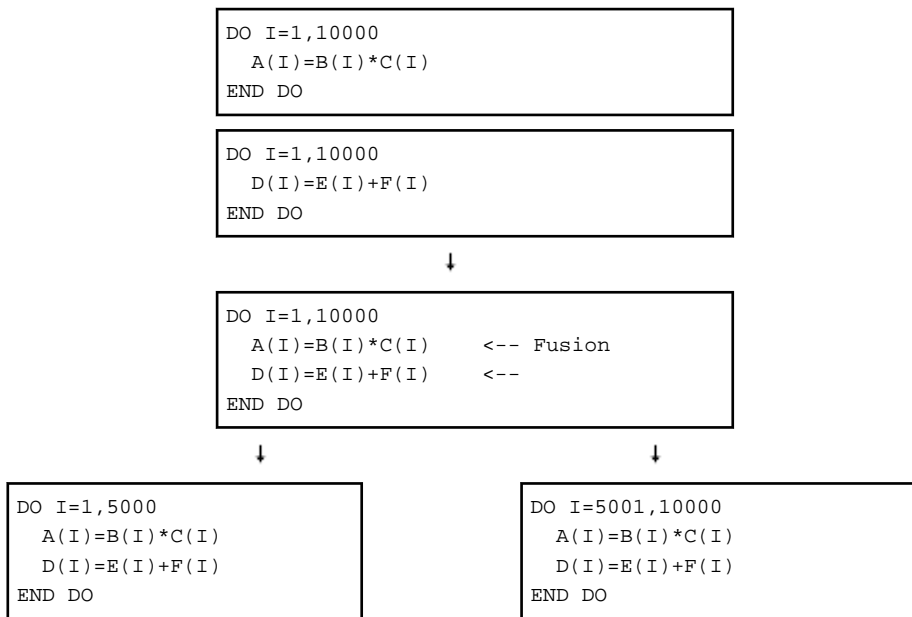 DO I=1,10000
  A(I)=B(I)*C(I)
END DO
DO I=1,10000
  D(I)=E(I)+F(I)
END DO
↓
DO I=1,10000
  A(I)=B(I)*C(I)    <-- Fusion
  D(I)=E(I)+F(I)    <--
END DO
↓ ↓
DO I=1,5000
  A(I)=B(I)*C(I)
  D(I)=E(I)+F(I)
END DO
DO I=5001,10000
  A(I)=B(I)*C(I)
  D(I)=E(I)+F(I)
END DO